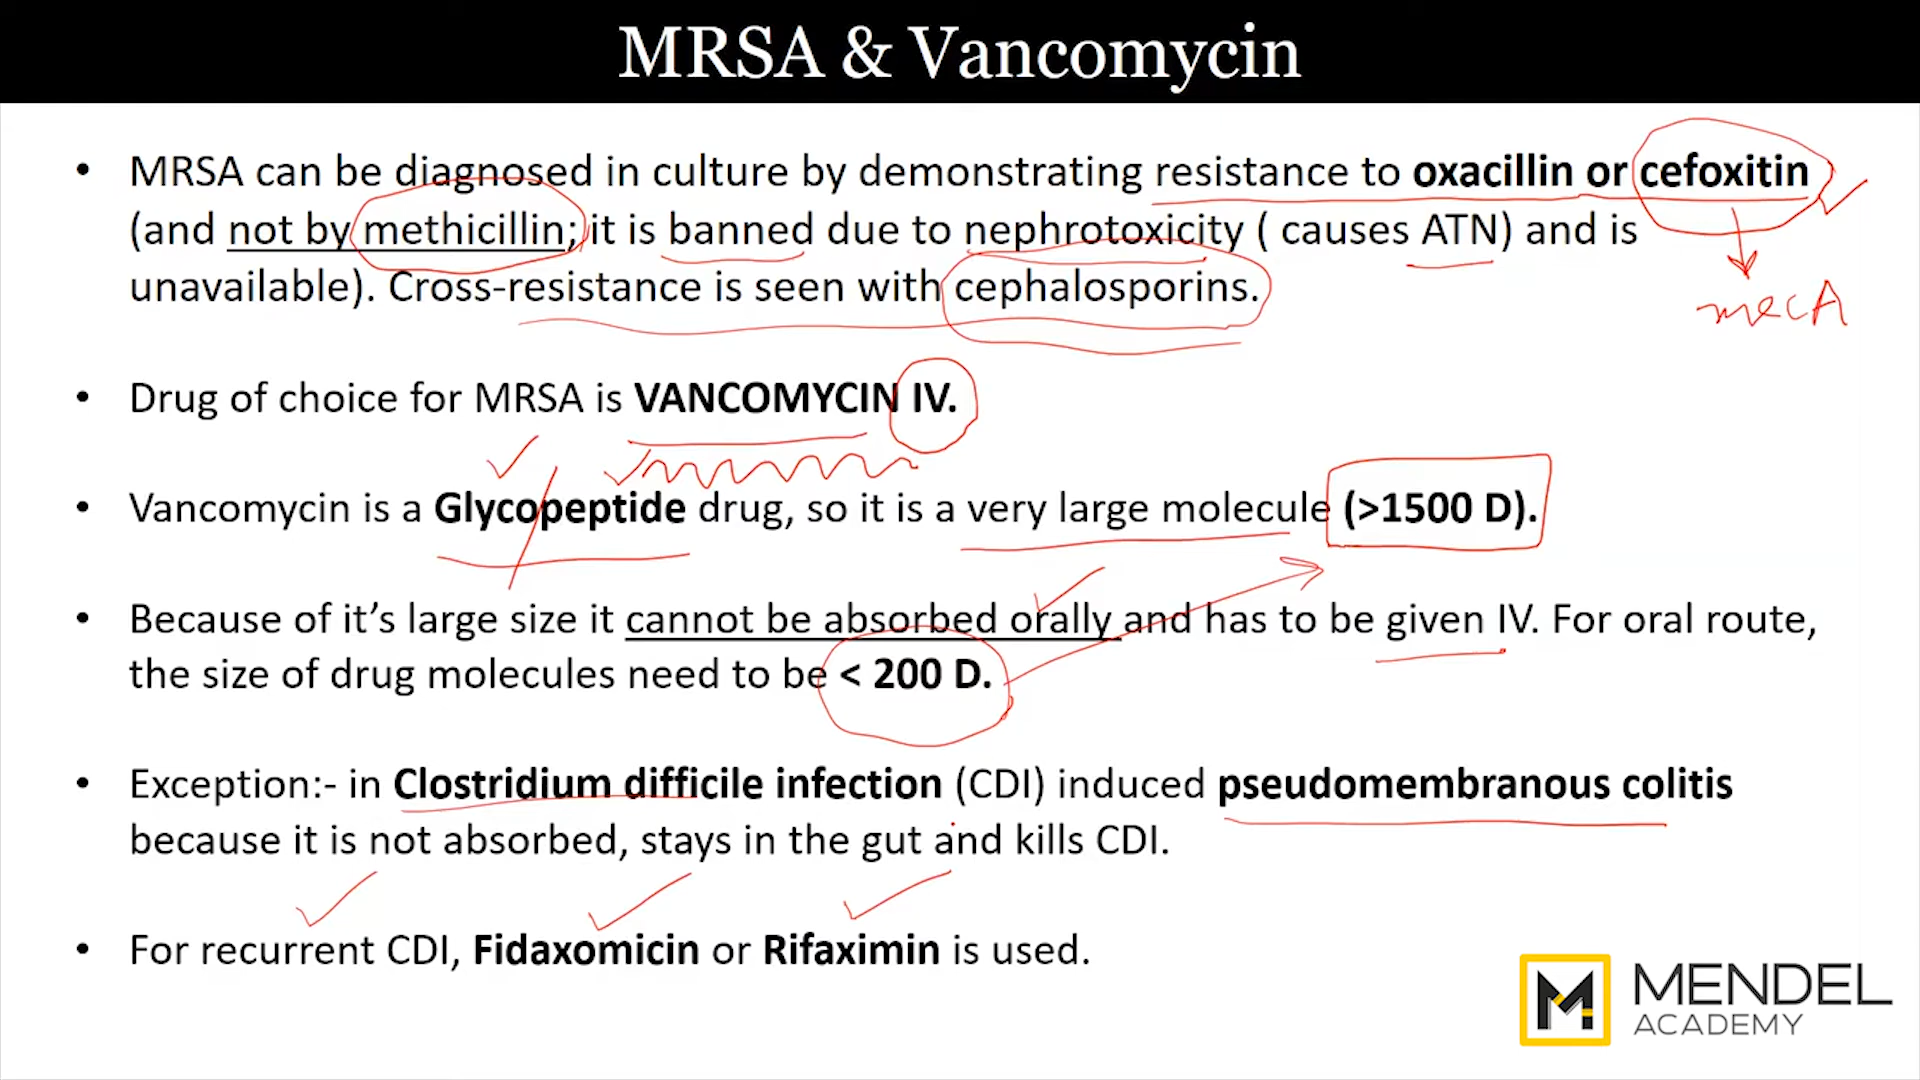 MRSA & Vancomycin
• MRSA can be diagnosed in culture by demonstrating resistance to oxacillin or cefoxitin
(and not by methicillin; it is banned due to nephrotoxicity ( causes ATN) and is
unavailable). Cross-resistance is seen with cephalosporins.
mecA
• Drug of choice for MRSA is VANCOMYCIN IV.
• Vancomycin is a Glycopeptide drug, so it is a very large molecule (>1500 D).
• Because of it’s large size it cannot be absorbed orally and has to be given IV. For oral route,
the size of drug molecules need to be < 200 D.
• Exception:- in Clostridium difficile infection (CDI) induced pseudomembranous colitis
because it is not absorbed, stays in the gut and kills CDI.
• For recurrent CDI, Fidaxomicin or Rifaximin is used.
M MENDEL
ACADEMY